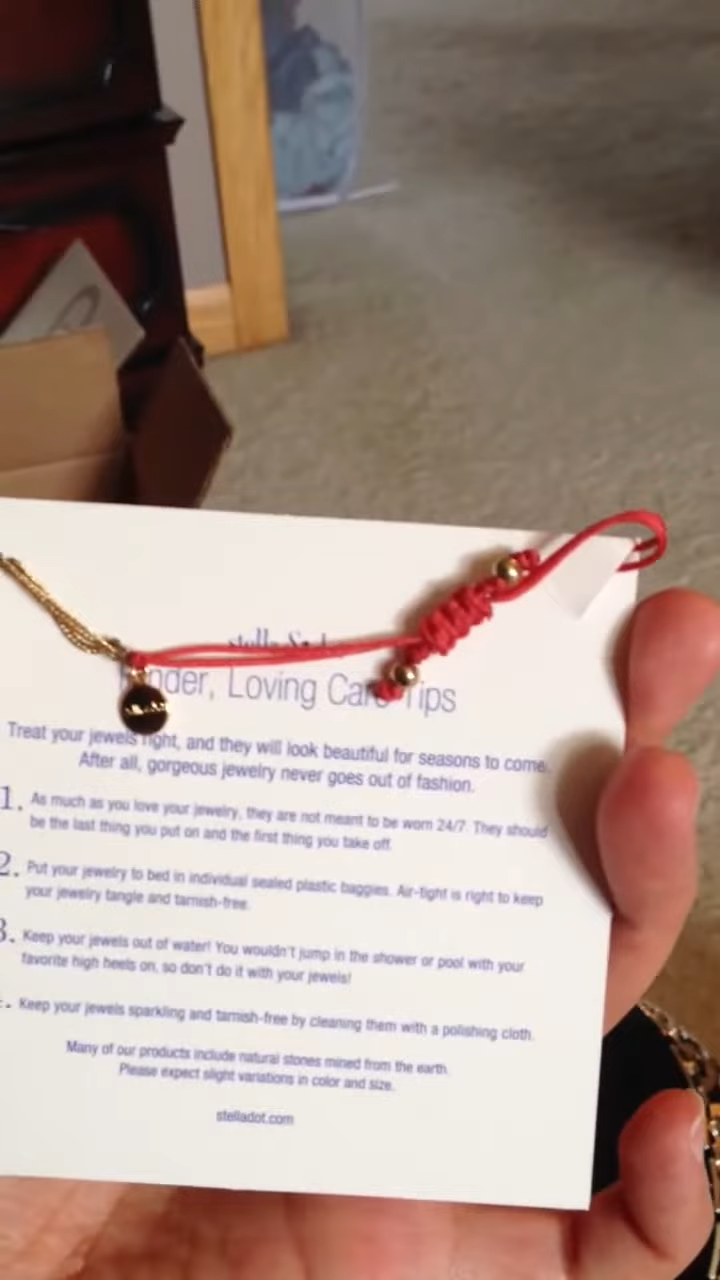 Loving Care Tips
Treat your jewels right, and they will look beautiful for seasons to come.
After all, gorgeous jewelry never goes out of fashion.
1. As much as you love your jewelry, they are not meant to be worn 24/7. They should
be the last thing you put on and the first thing you take off.
2. Put your jewelry to bed in individual sealed plastic baggies. Air-tight is right to keep
your jewelry tangle and tarnish-free.
3. Keep your jewels out of water! You wouldn't jump in the shower or pool with your
favorite high heels on, so don't do it with your jewels!
. Keep your jewels sparkling and tarnish-free by cleaning them with a polishing cloth.
Many of our products include natural stones mined from the earth.
Please expect slight variations in color and size.
stelladot.com